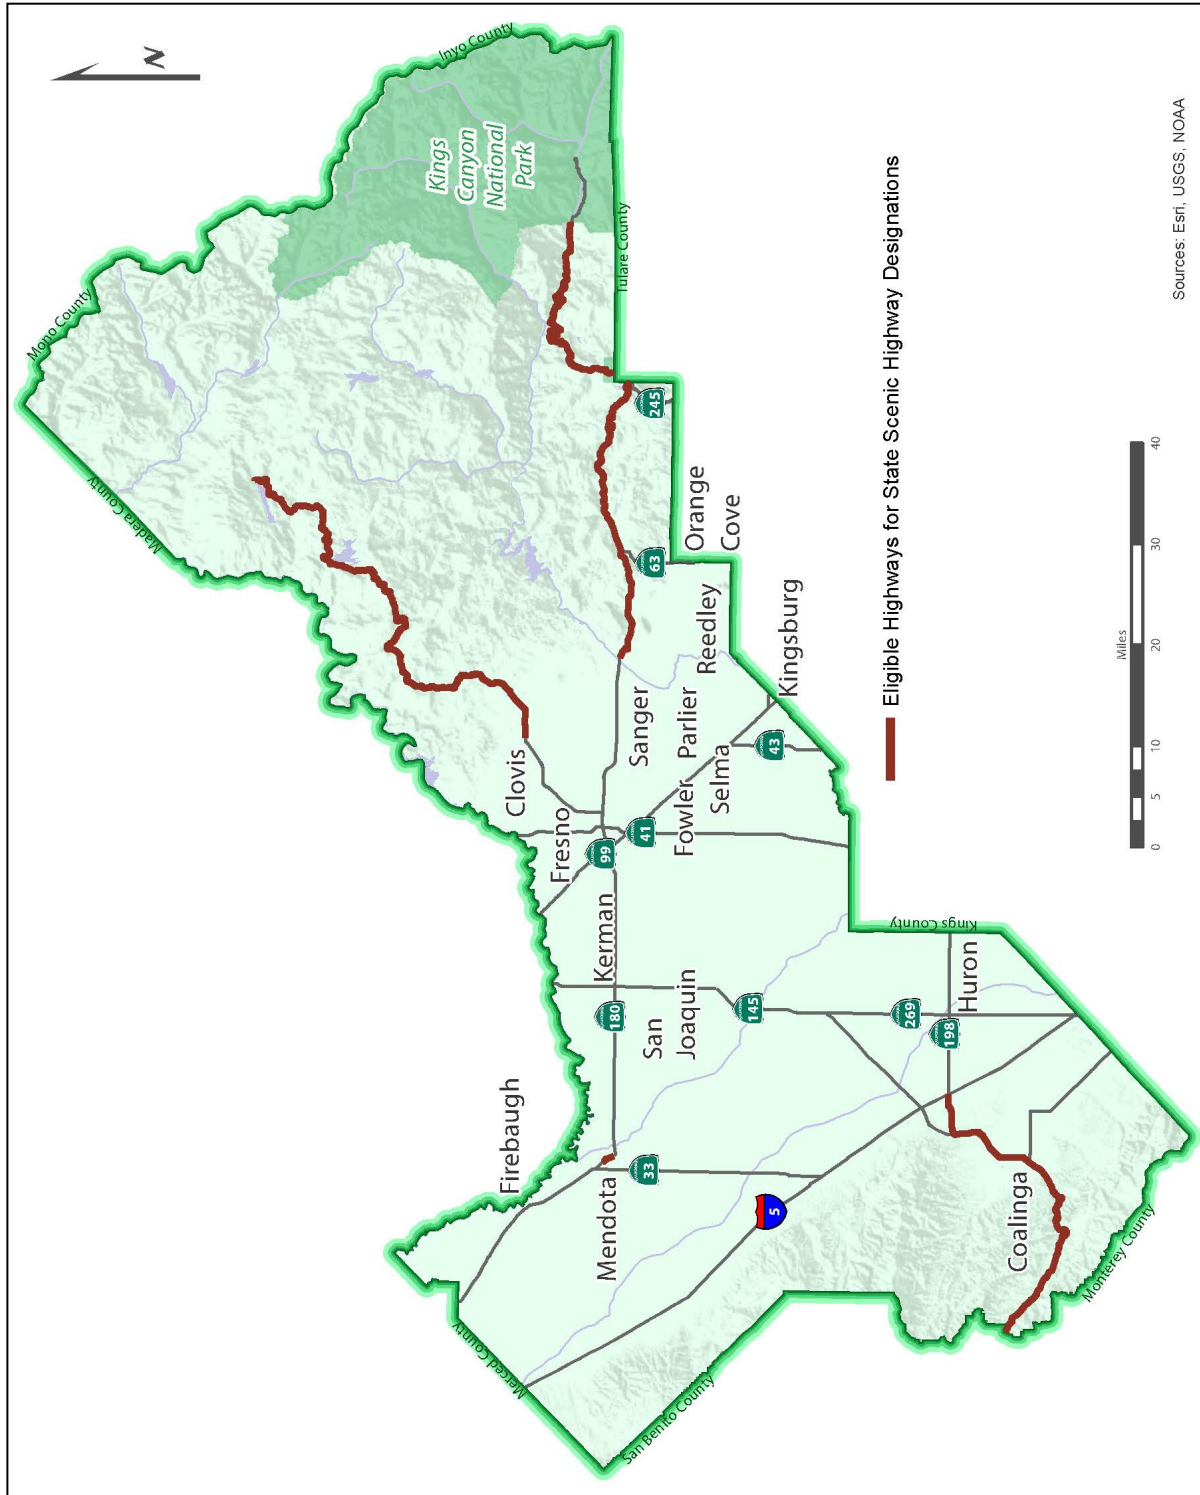 N
Mono County
Inyo County
Madera County
Kings
Canyon
National
Park
Tulare County
245
63
Orange
Cove
Reedley
Kingsburg
Sanger
Parlier
Selma
43
Clovis
Fresno
99
41
Fowler
Kerman
180
San
Joaquin
145
Kings County
269
Huron
198
Firebaugh
Mendota
33
5
Coalinga
Merced County
San Benito County
Monterey County
Eligible Highways for State Scenic Highway Designations
Miles
0 5 10 20 30 40
Sources: Esri, USGS, NOAA